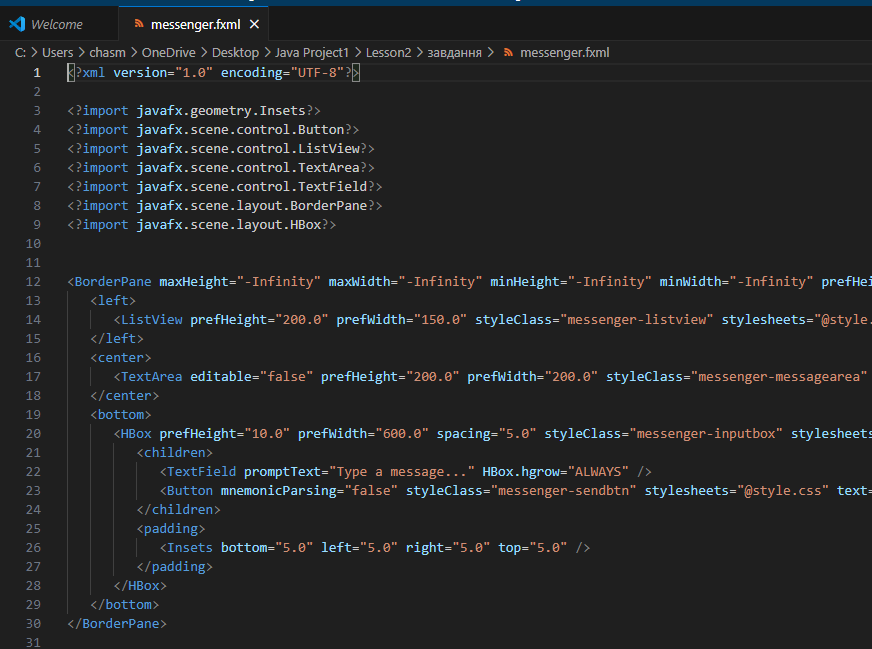 Welcome
messenger.fxml
C: > Users > chasm > OneDrive > Desktop > Java Project1 > Lesson2 > завдання > messenger.fxml
1 <?xml version="1.0" encoding="UTF-8"?>
2
3 <?import javafx.geometry.Insets?>
4 <?import javafx.scene.control.Button?>
5 <?import javafx.scene.control.ListView?>
6 <?import javafx.scene.control.TextArea?>
7 <?import javafx.scene.control.TextField?>
8 <?import javafx.scene.layout.BorderPane?>
9 <?import javafx.scene.layout.HBox?>
10
11
12 <BorderPane maxHeight="-Infinity" maxWidth="-Infinity" minHeight="-Infinity" minWidth="-Infinity" prefHei
13 <left>
14 <ListView prefHeight="200.0" prefWidth="150.0" styleClass="messenger-listview" stylesheets="@style.
15 </left>
16 <center>
17 <TextArea editable="false" prefHeight="200.0" prefWidth="200.0" styleClass="messenger-messagearea"
18 </center>
19 <bottom>
20 <HBox prefHeight="10.0" prefWidth="600.0" spacing="5.0" styleClass="messenger-inputbox" stylesheets
21 <children>
22 <TextField promptText="Type a message..." HBox.hgrow="ALWAYS" />
23 <Button mnemonicParsing="false" styleClass="messenger-sendbtn" stylesheets="@style.css" text=
24 </children>
25 <padding>
26 <Insets bottom="5.0" left="5.0" right="5.0" top="5.0" />
27 </padding>
28 </HBox>
29 </bottom>
30 </BorderPane>
31